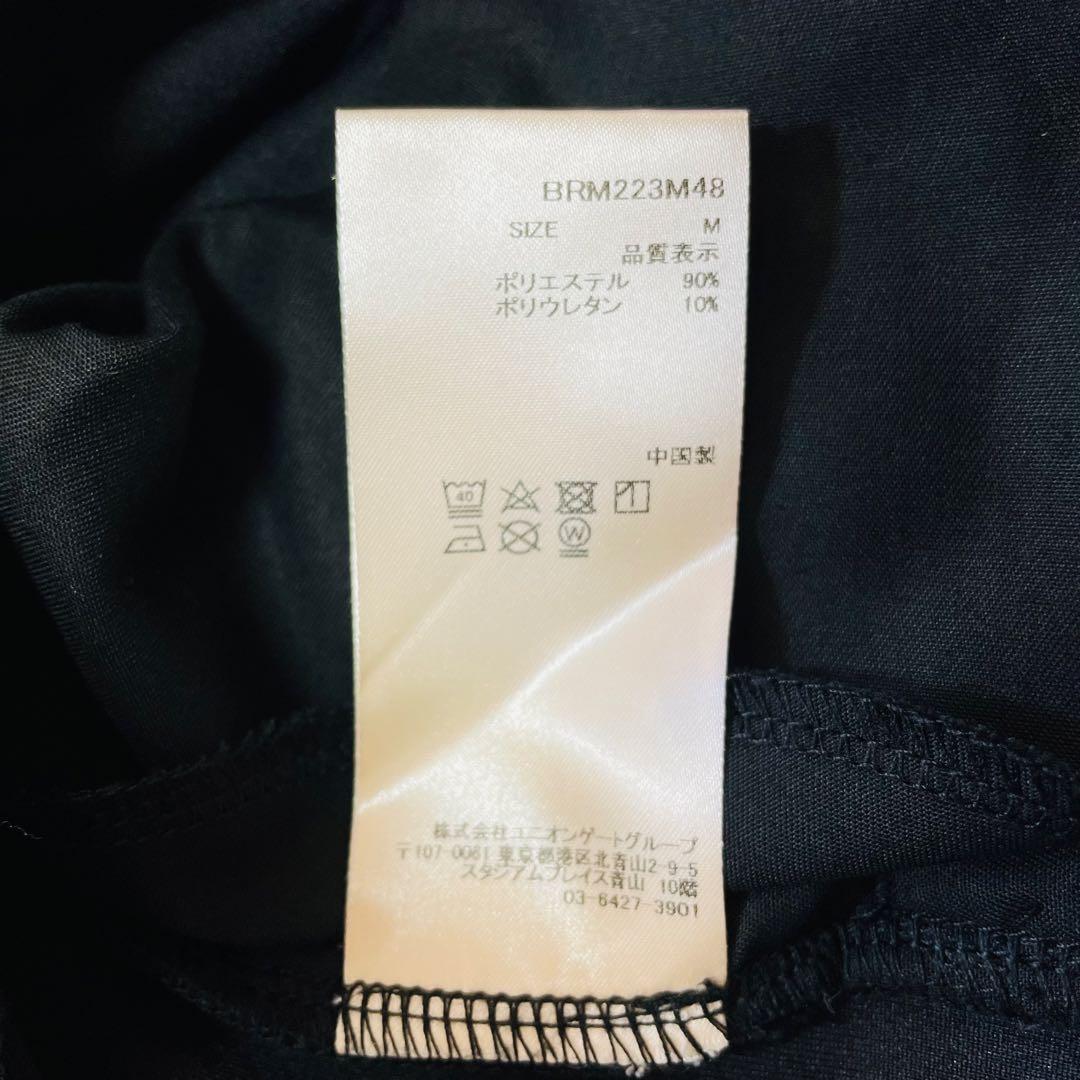 BRM223M48
SIZE M
品質表示
ポリエステル 90%
ポリウレタン 10%
中国製
40
W
株式会社ユニオンゲートグループ
〒107-0061 東京都港区北青山2-9-5
スタジアムプレイス青山 10階
03-6427-3901